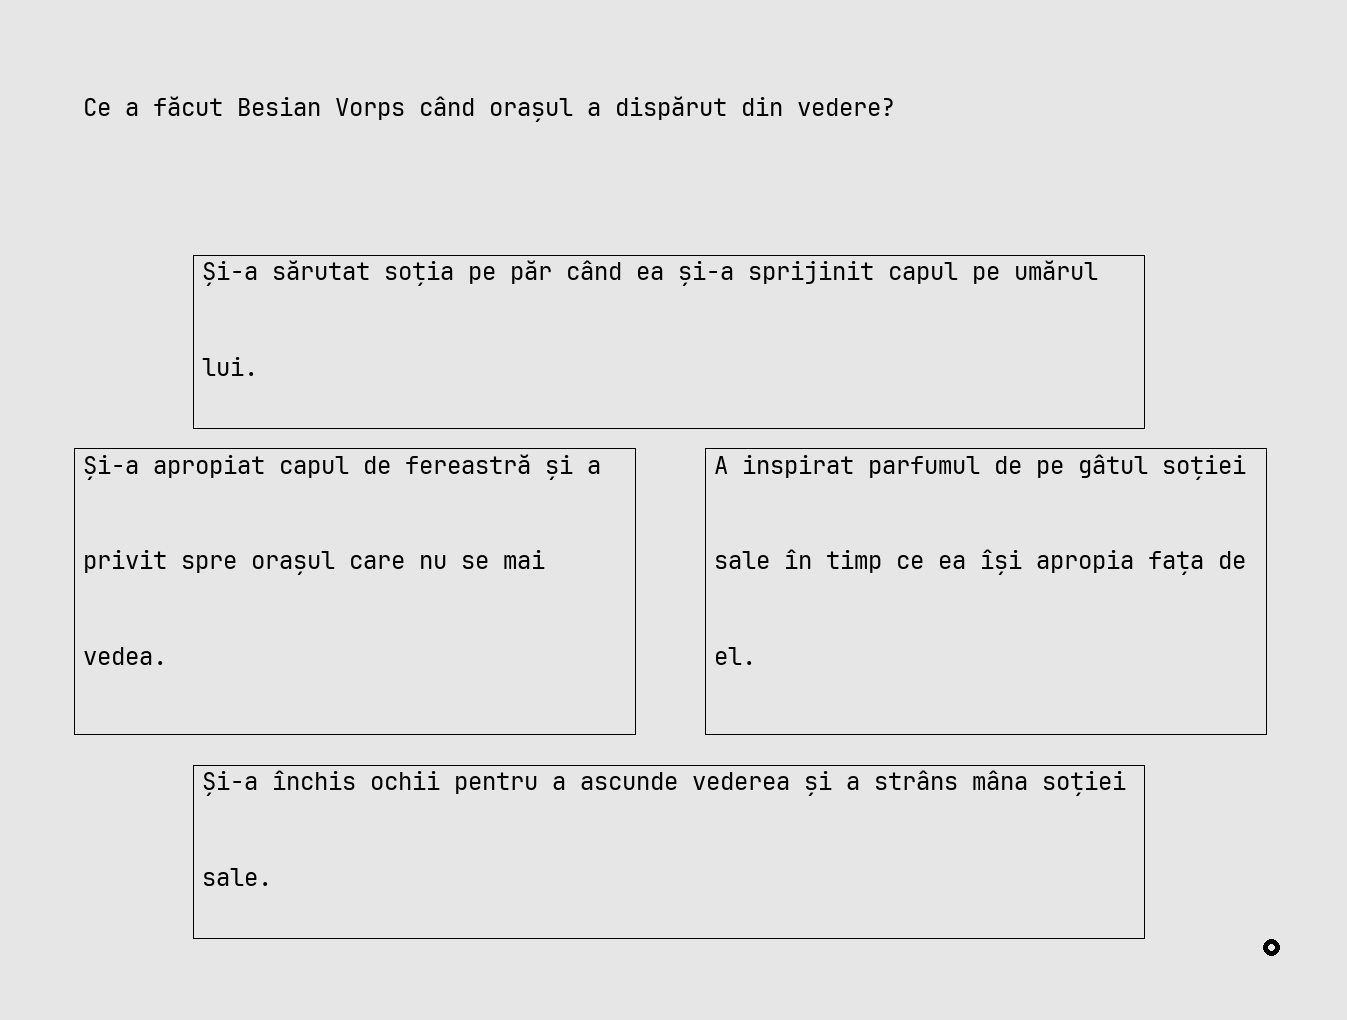 Ce a făcut Besian Vorps când orașul a dispărut din vedere?
Și-a sărutat soția pe păr când ea și-a sprijinit capul pe umărul
lui.
Și-a apropiat capul de fereastră și a
privit spre orașul care nu se mai
vedea.
A inspirat parfumul de pe gâtul soției
sale în timp ce ea își apropia fața de
el.
Și-a închis ochii pentru a ascunde vederea și a strâns mâna soției
sale.